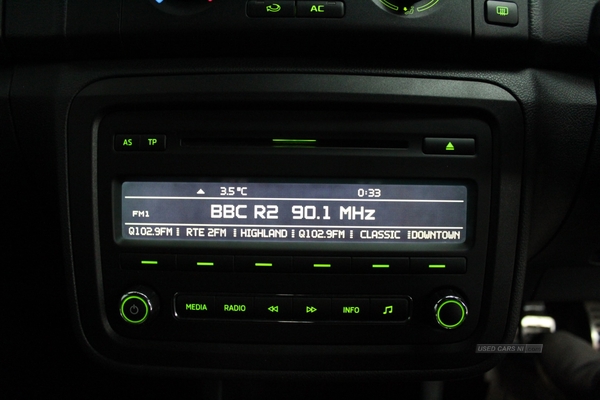 AC
AS TP
3.5°C 0:33
FM1 BBC R2 90.1 MHz
Q102.9FM RTE 2FM HIGHLAND Q102.9FM CLASSIC DOWNTOWN
MEDIA RADIO INFO
USED CARS NI